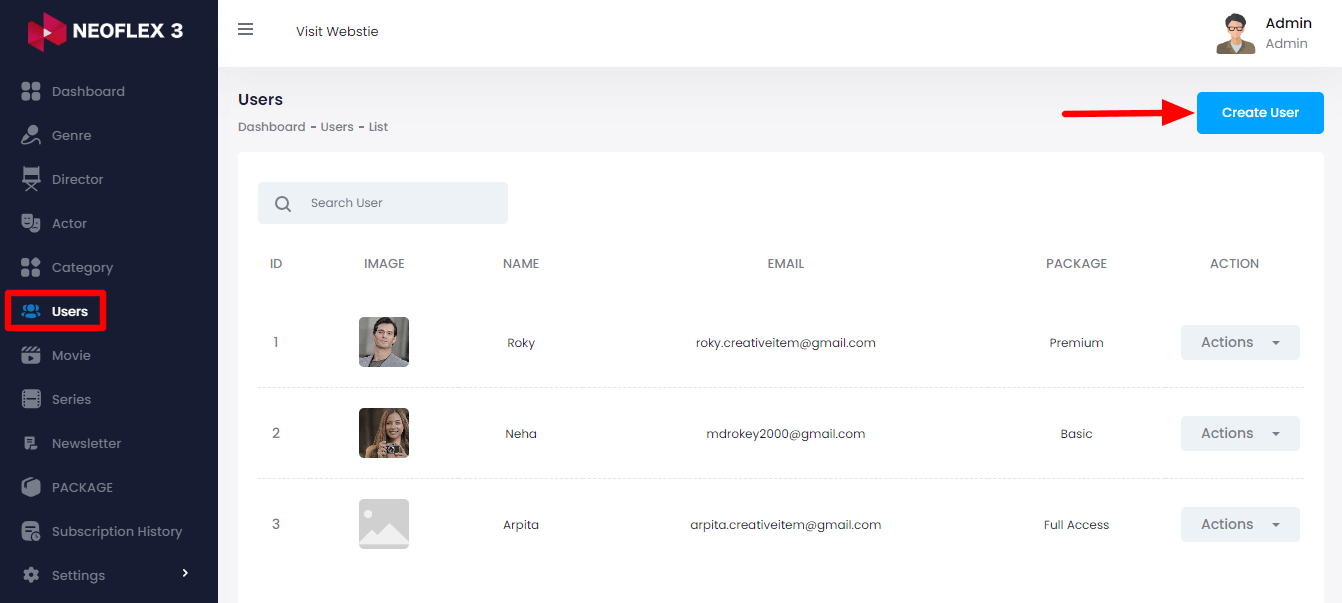 NEOFLEX 3
Visit Webstie
Admin
Admin
Dashboard
Genre
Director
Actor
Category
Users
Movie
Series
Newsletter
PACKAGE
Subscription History
Settings
Users
Dashboard - Users - List
Create User
Search User
ID IMAGE NAME EMAIL PACKAGE ACTION
1 Roky roky.creativeitem@gmail.com Premium Actions
2 Neha mdrokey2000@gmail.com Basic Actions
3 Arpita arpita.creativeitem@gmail.com Full Access Actions